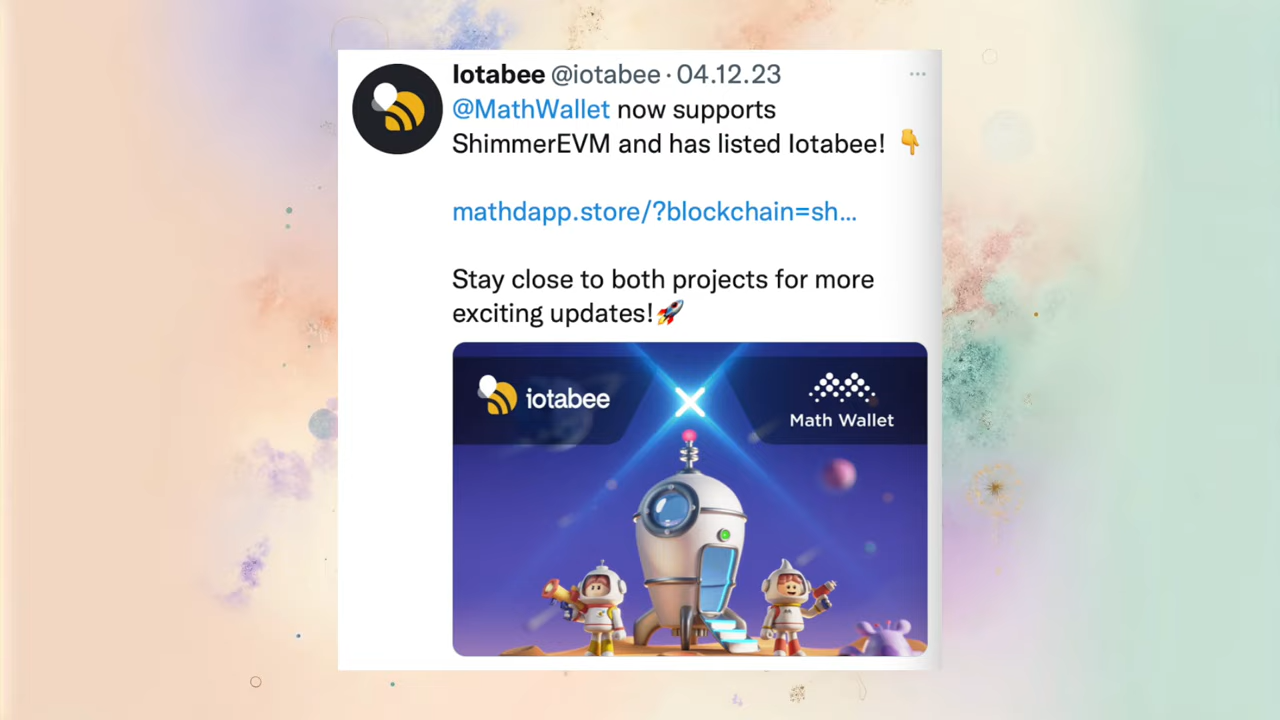 Iotabee @iotabee · 04.12.23
@MathWallet now supports
ShimmerEVM and has listed Iotabee! 👇
mathdapp.store/?blockchain=sh...
Stay close to both projects for more
exciting updates!🚀
iotabee
Math Wallet